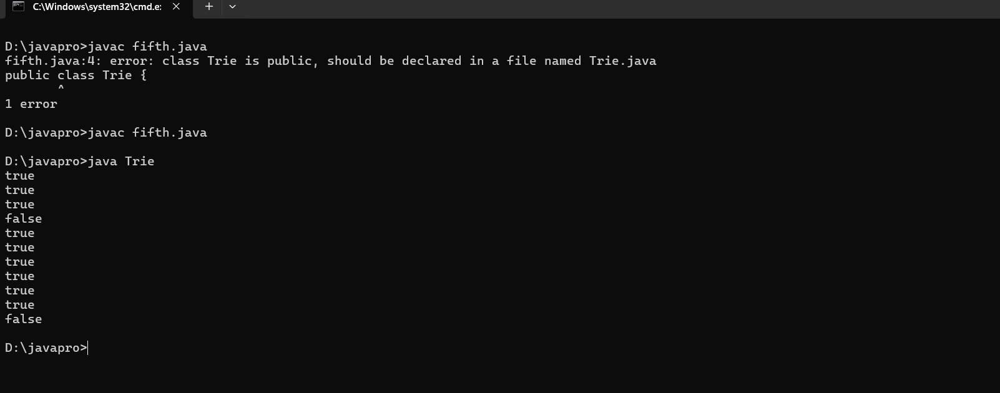 C:\Windows\system32\cmd.e
D:\javapro>javac fifth.java
fifth.java:4: error: class Trie is public, should be declared in a file named Trie.java
public class Trie {
^
1 error
D:\javapro>javac fifth.java
D:\javapro>java Trie
true
true
true
false
true
true
true
true
true
true
false
D:\javapro>